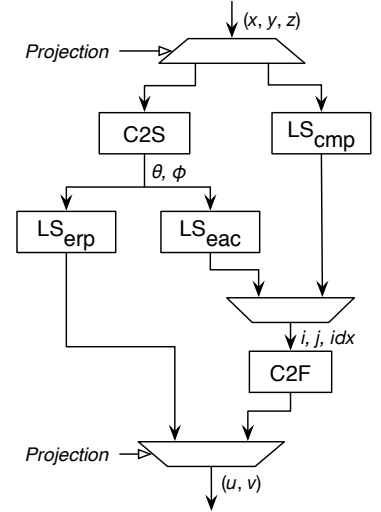 (x, y, z)
Projection
C2S
LScmp
θ, ϕ
LSerp
LSeac
i, j, idx
C2F
Projection
(u, v)